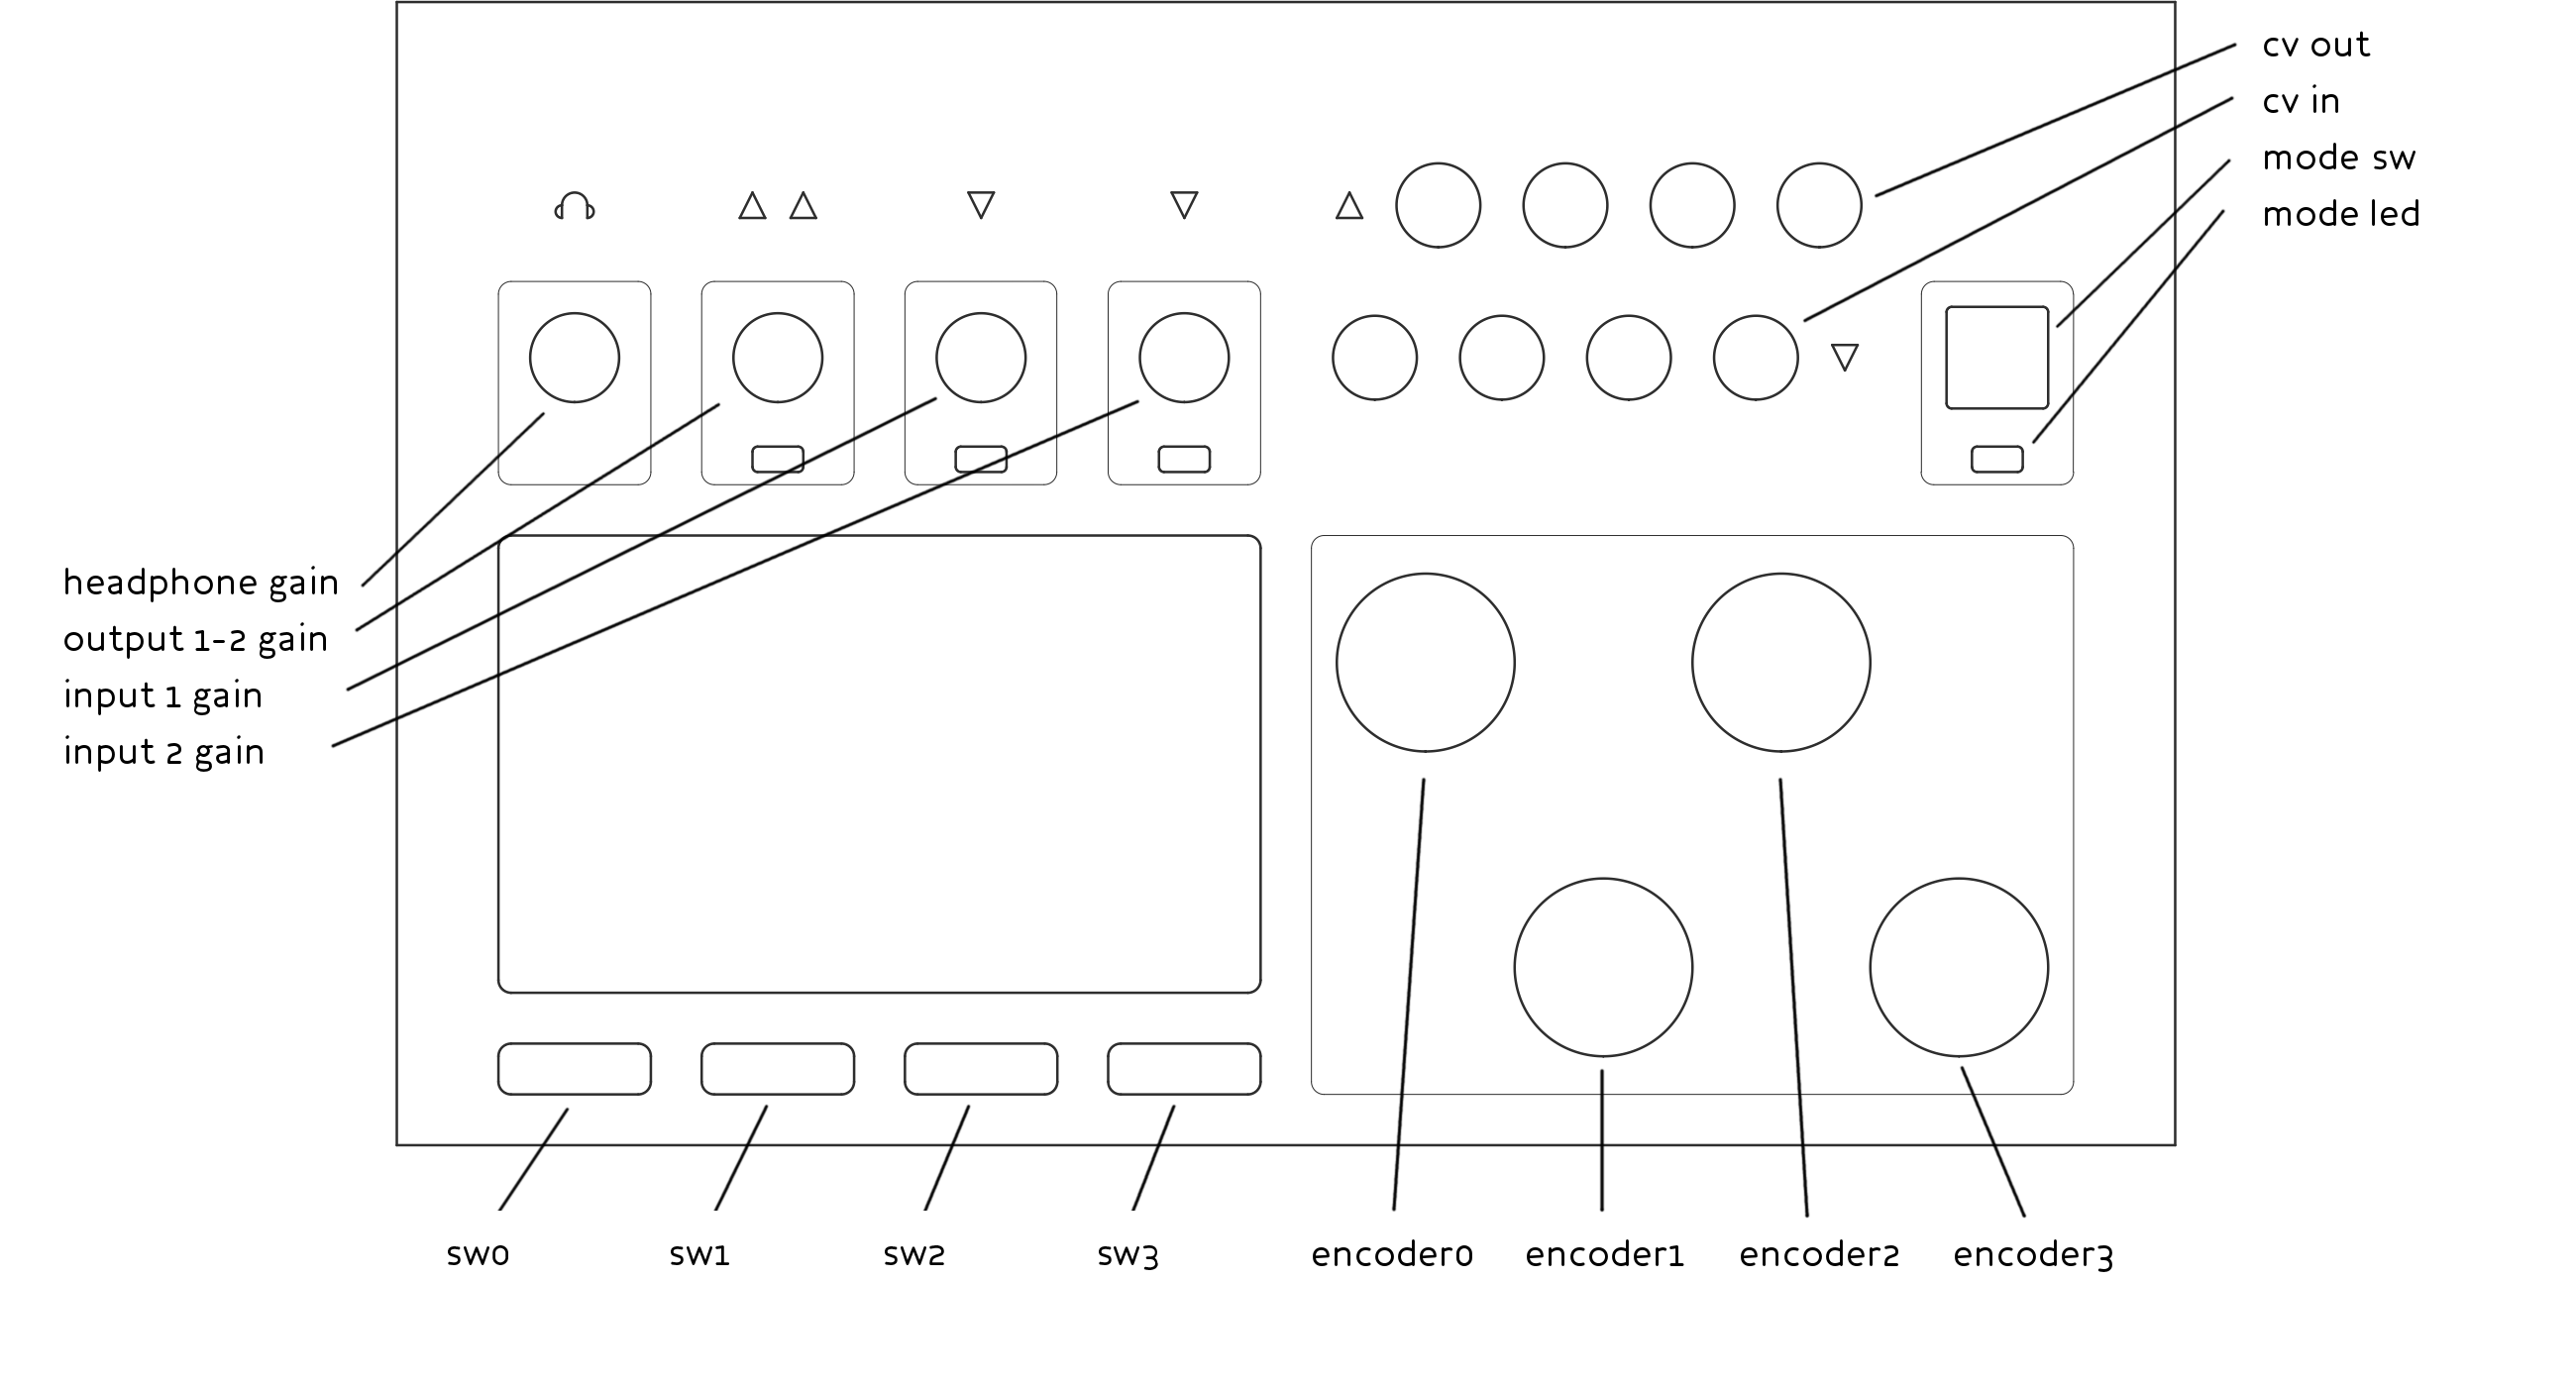 cv out
cv in
mode sw
mode led
headphone gain
output 1-2 gain
input 1 gain
input 2 gain
sw0
sw1
sw2
sw3
encoder0
encoder1
encoder2
encoder3